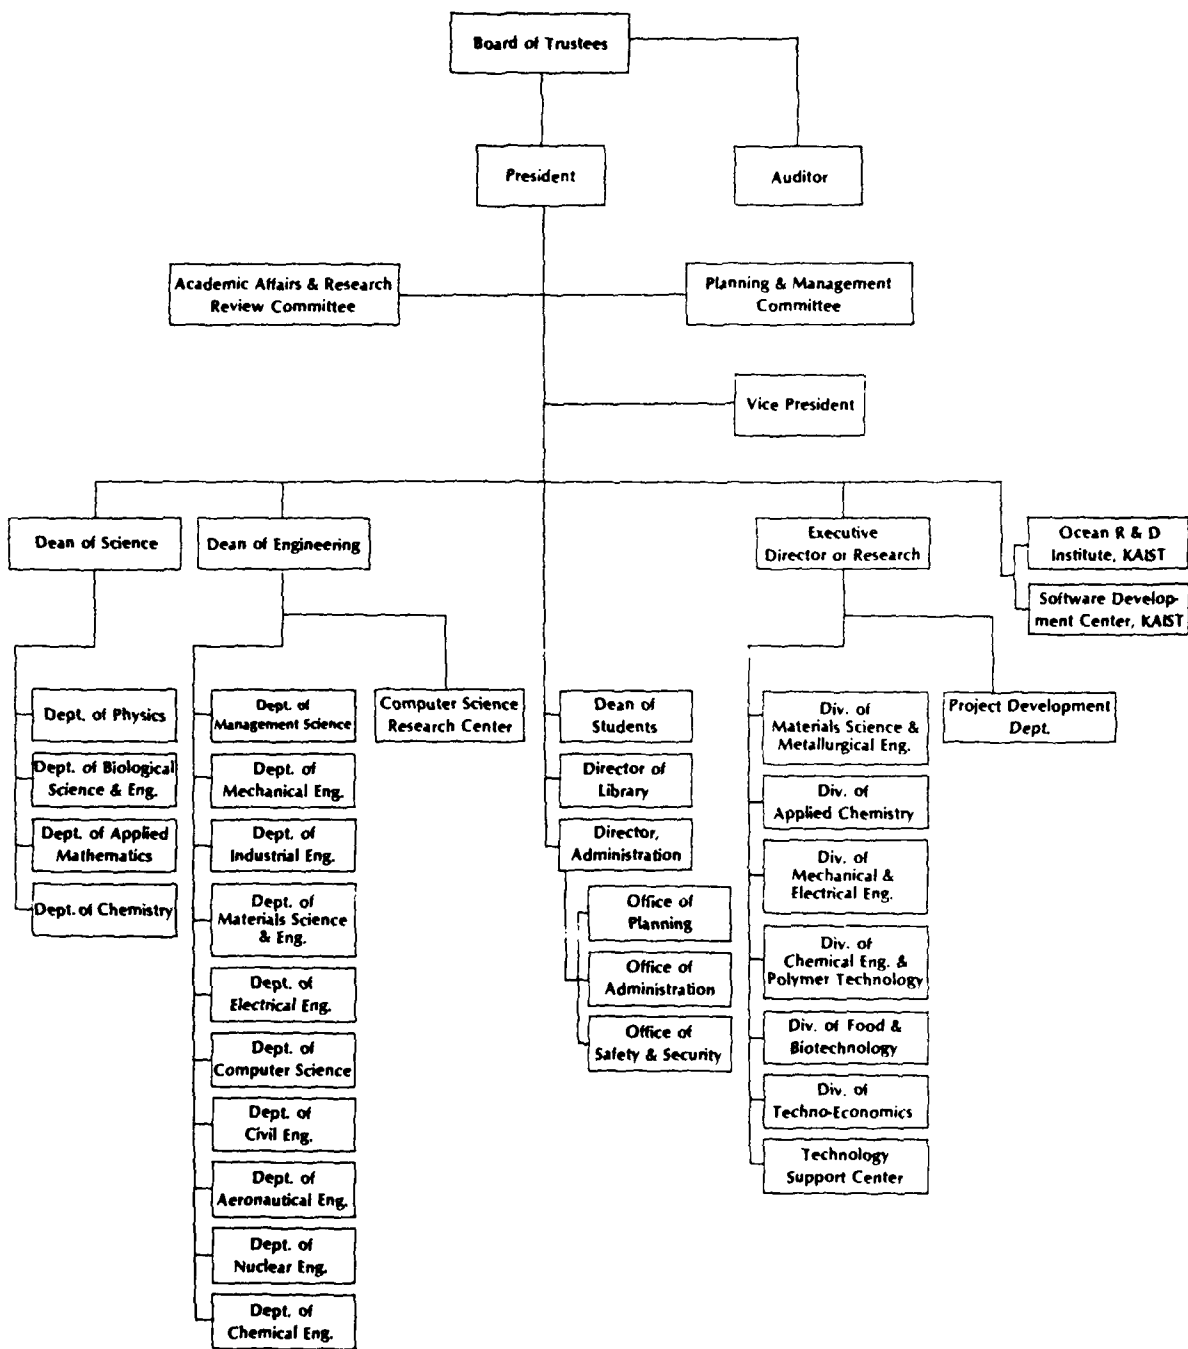 Board of Trustees
President
Auditor
Academic Affairs & Research
Review Committee
Planning & Management
Committee
Vice President
Dean of Science
Dean of Engineering
Executive
Director or Research
Ocean R & D
Institute, KAIST
Software Develop-
ment Center, KAIST
Dept. of Physics
Dept. of Biological
Science & Eng.
Dept. of Applied
Mathematics
Dept. of Chemistry
Dept. of
Management Science
Dept. of
Mechanical Eng.
Dept. of
Industrial Eng.
Dept. of
Materials Science
& Eng.
Dept. of
Electrical Eng.
Dept. of
Computer Science
Dept. of
Civil Eng.
Dept. of
Aeronautical Eng.
Dept. of
Nuclear Eng.
Dept. of
Chemical Eng.
Computer Science
Research Center
Dean of
Students
Director of
Library
Director,
Administration
Office of
Planning
Office of
Administration
Office of
Safety & Security
Div. of
Materials Science &
Metallurgical Eng.
Div. of
Applied Chemistry
Div. of
Mechanical &
Electrical Eng.
Div. of
Chemical Eng. &
Polymer Technology
Div. of Food &
Biotechnology
Div. of
Techno-Economics
Technology
Support Center
Project Development
Dept.